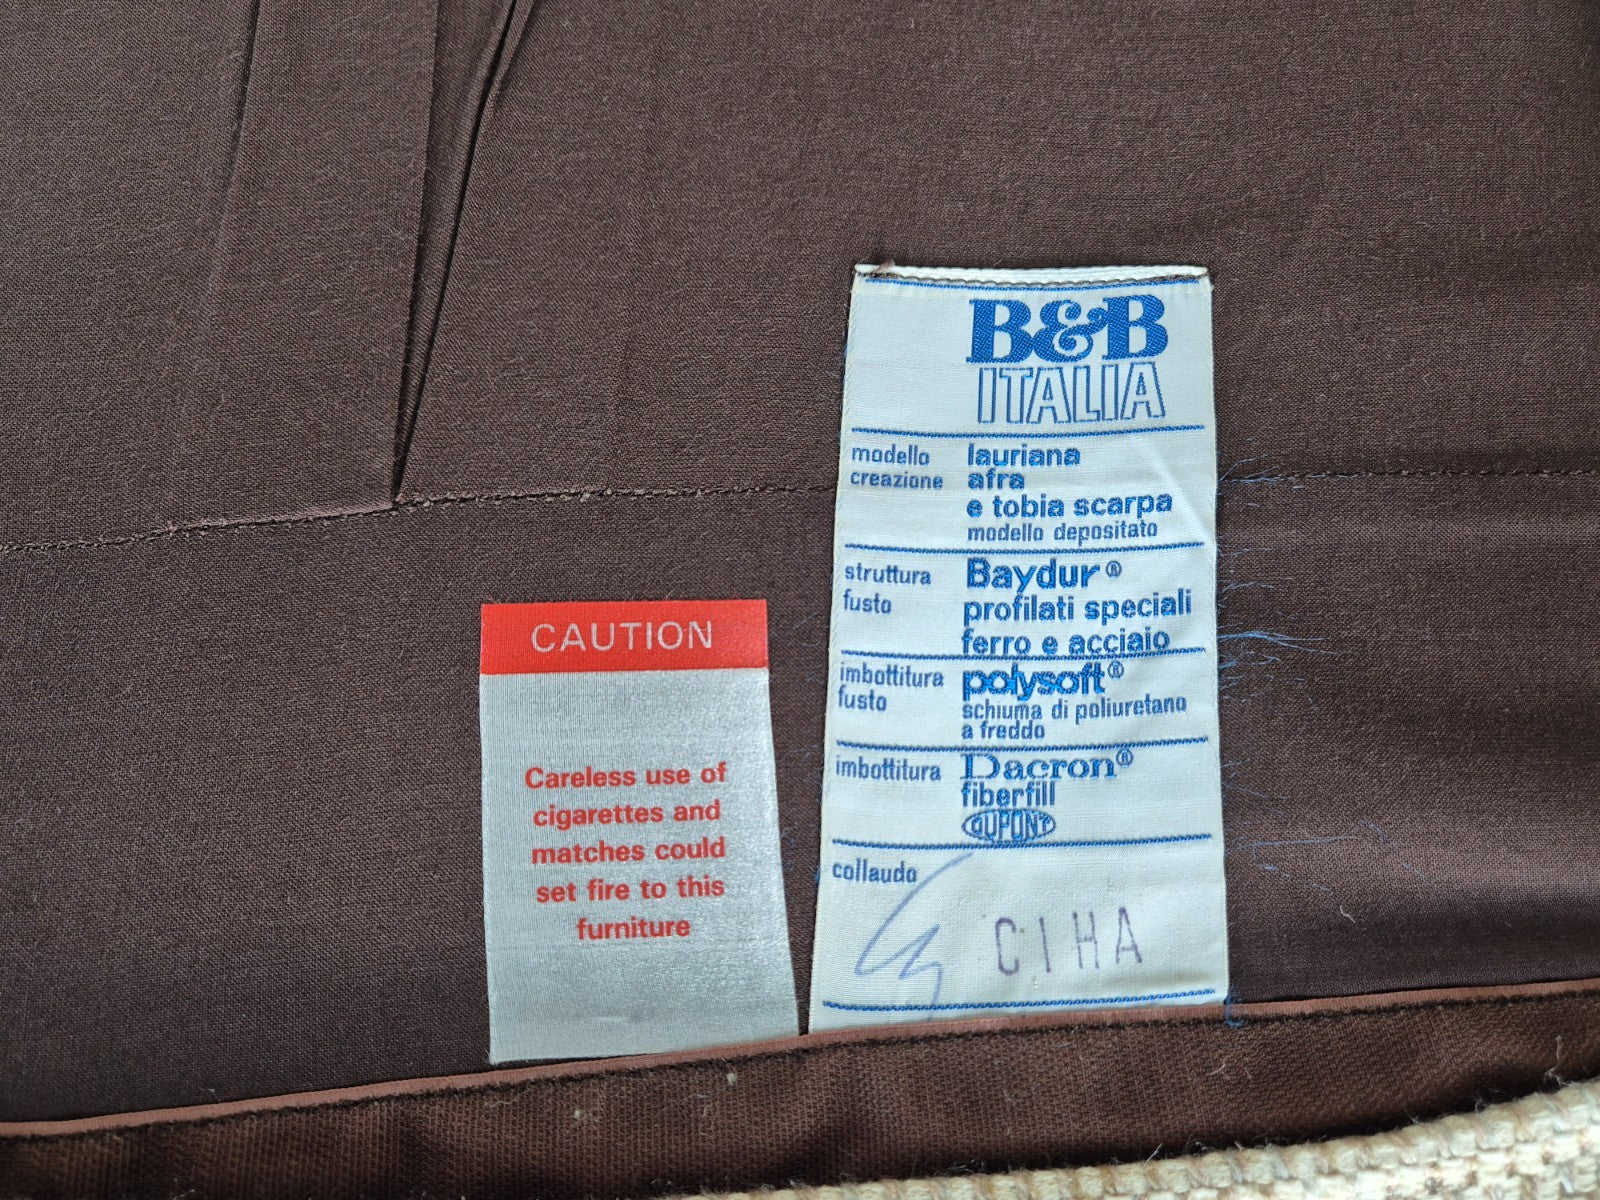 CAUTION
Careless use of
cigarettes and
matches could
set fire to this
furniture
B&B
ITALIA
modello lauriana
creazione afra
e tobia scarpa
modello depositato
struttura Baydur®
fusto profilati speciali
ferro e acciaio
imbottitura polysoft®
fusto schiuma di poliuretano
a freddo
imbottitura Dacron®
fiberfill
DUPONT
collaudo
CIHA